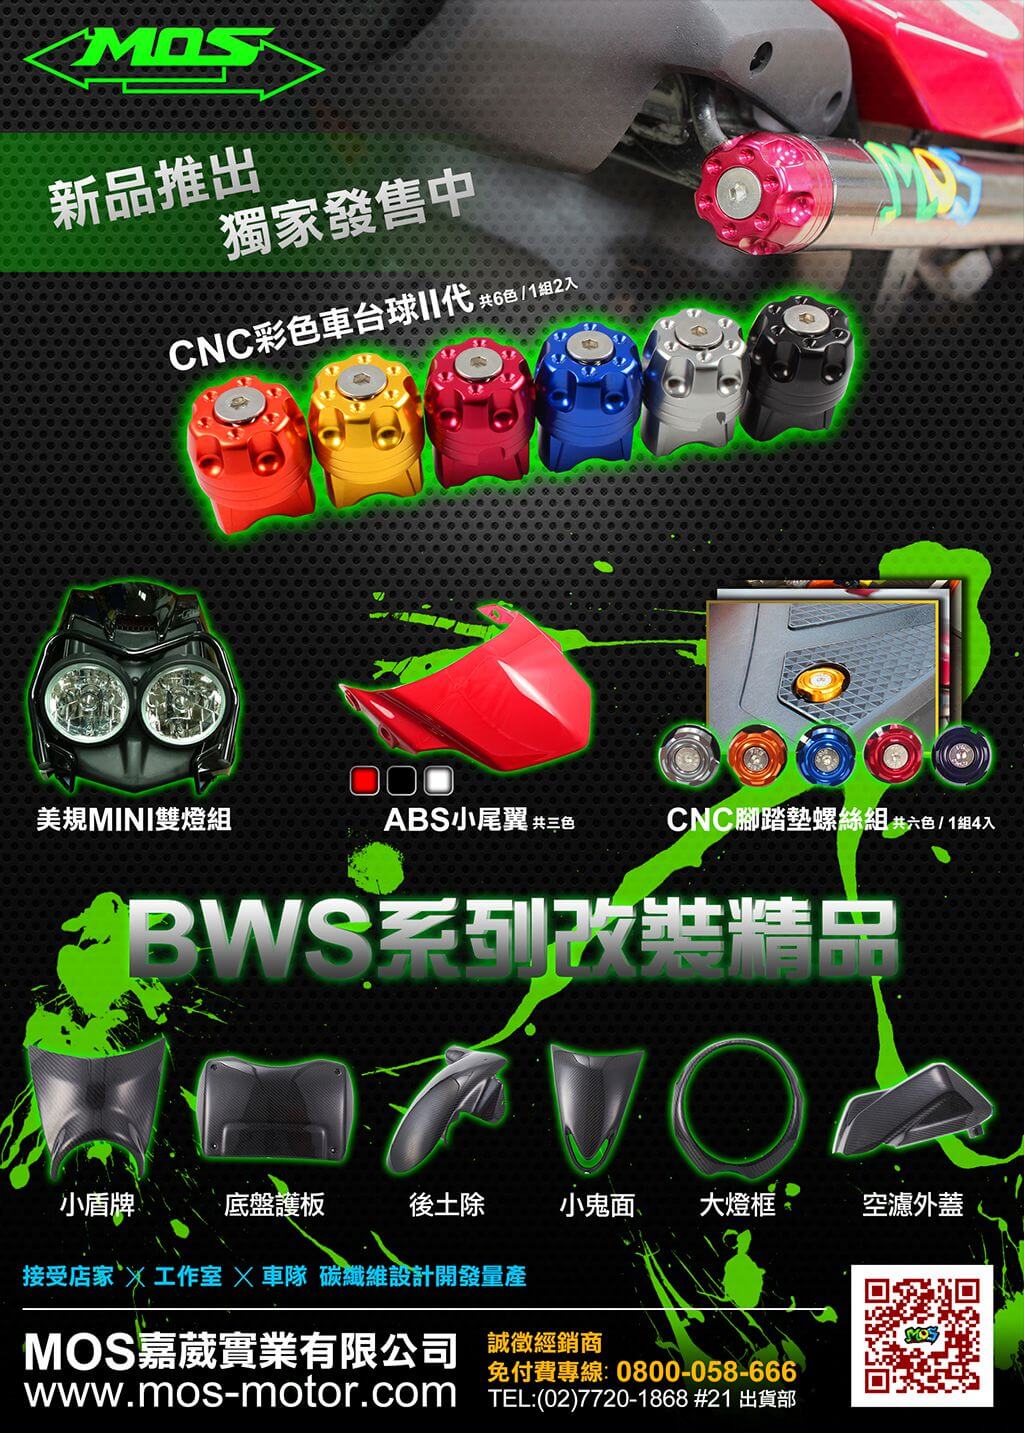 MOS
MOS
新品推出
獨家發售中
CNC彩色車台球II代 共6色 / 1組2入
美規MINI雙燈組
ABS小尾翼 共三色
CNC腳踏墊螺絲組 共六色 / 1組4入
BWS系列改裝精品
小盾牌
底盤護板
後土除
小鬼面
大燈框
空濾外蓋
接受店家 X 工作室 X 車隊 碳纖維設計開發量產
MOS嘉葳實業有限公司
www.mos-motor.com
誠徵經銷商
免付費專線: 0800-058-666
TEL:(02)7720-1868 #21 出貨部
MOS